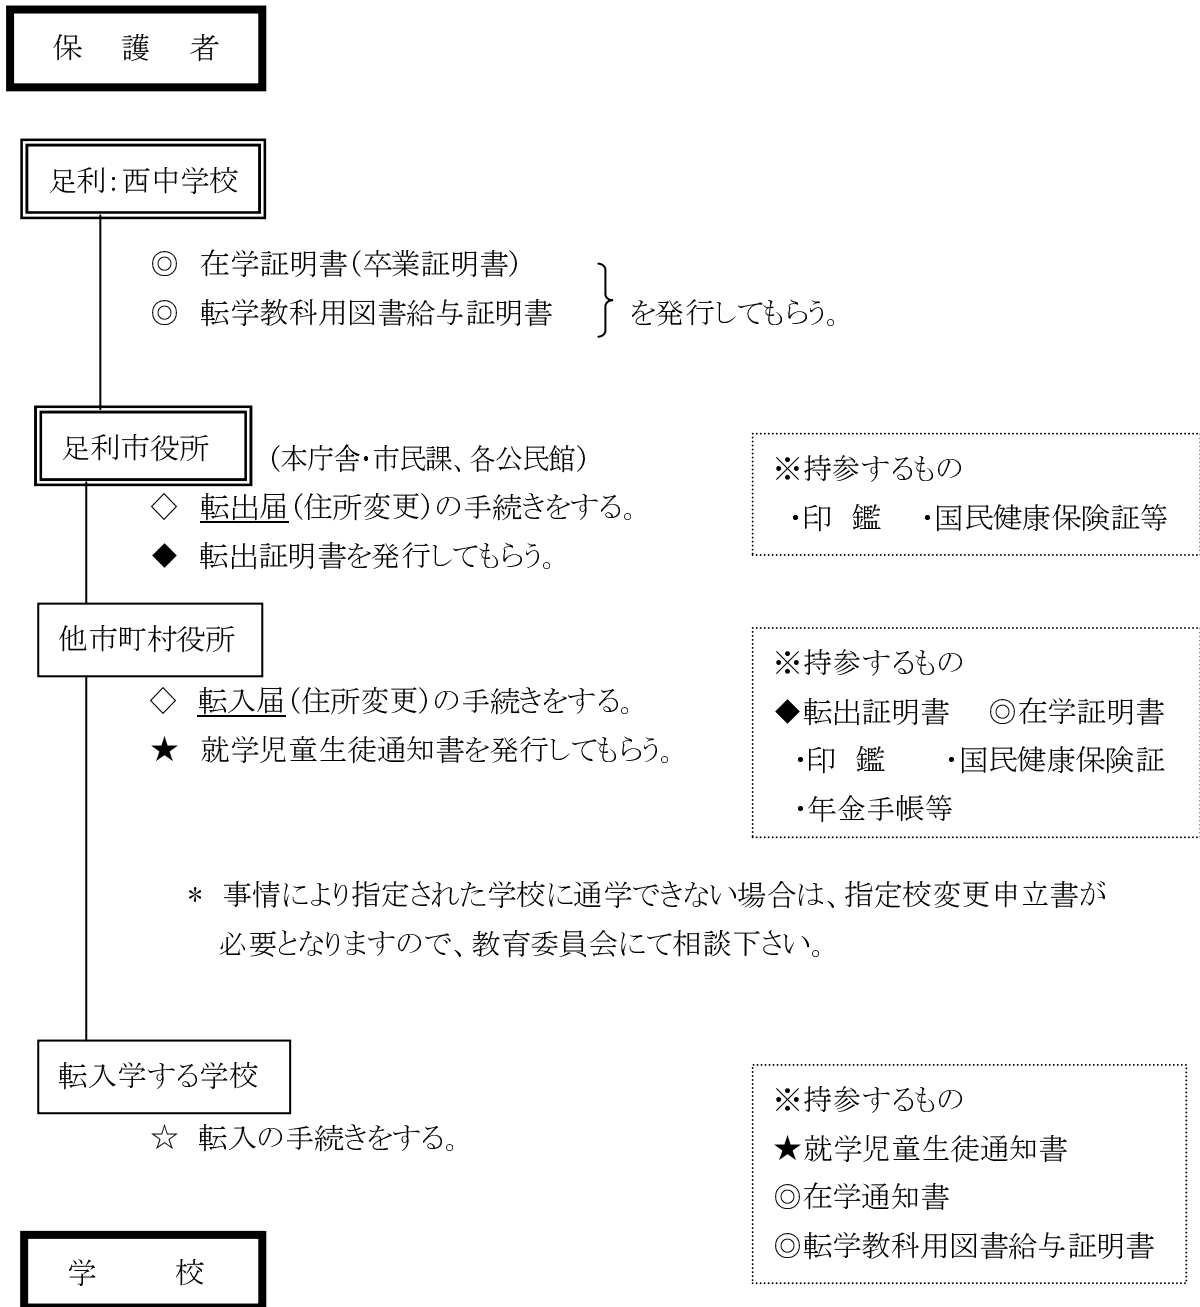 保 護 者
足利:西中学校
◎ 在学証明書(卒業証明書)
◎ 転学教科用図書給与証明書
を発行してもらう。
足利市役所
(本庁舎・市民課、各公民館)
◇ 転出届(住所変更)の手続きをする。
◆ 転出証明書を発行してもらう。
※持参するもの
・印 鑑 ・国民健康保険証等
他市町村役所
◇ 転入届(住所変更)の手続きをする。
★ 就学児童生徒通知書を発行してもらう。
※持参するもの
◆転出証明書 ◎在学証明書
・印 鑑 ・国民健康保険証
・年金手帳等
* 事情により指定された学校に通学できない場合は、指定校変更申立書が
必要となりますので、教育委員会にて相談下さい。
転入学する学校
☆ 転入の手続きをする。
※持参するもの
★就学児童生徒通知書
◎在学通知書
◎転学教科用図書給与証明書
学 校